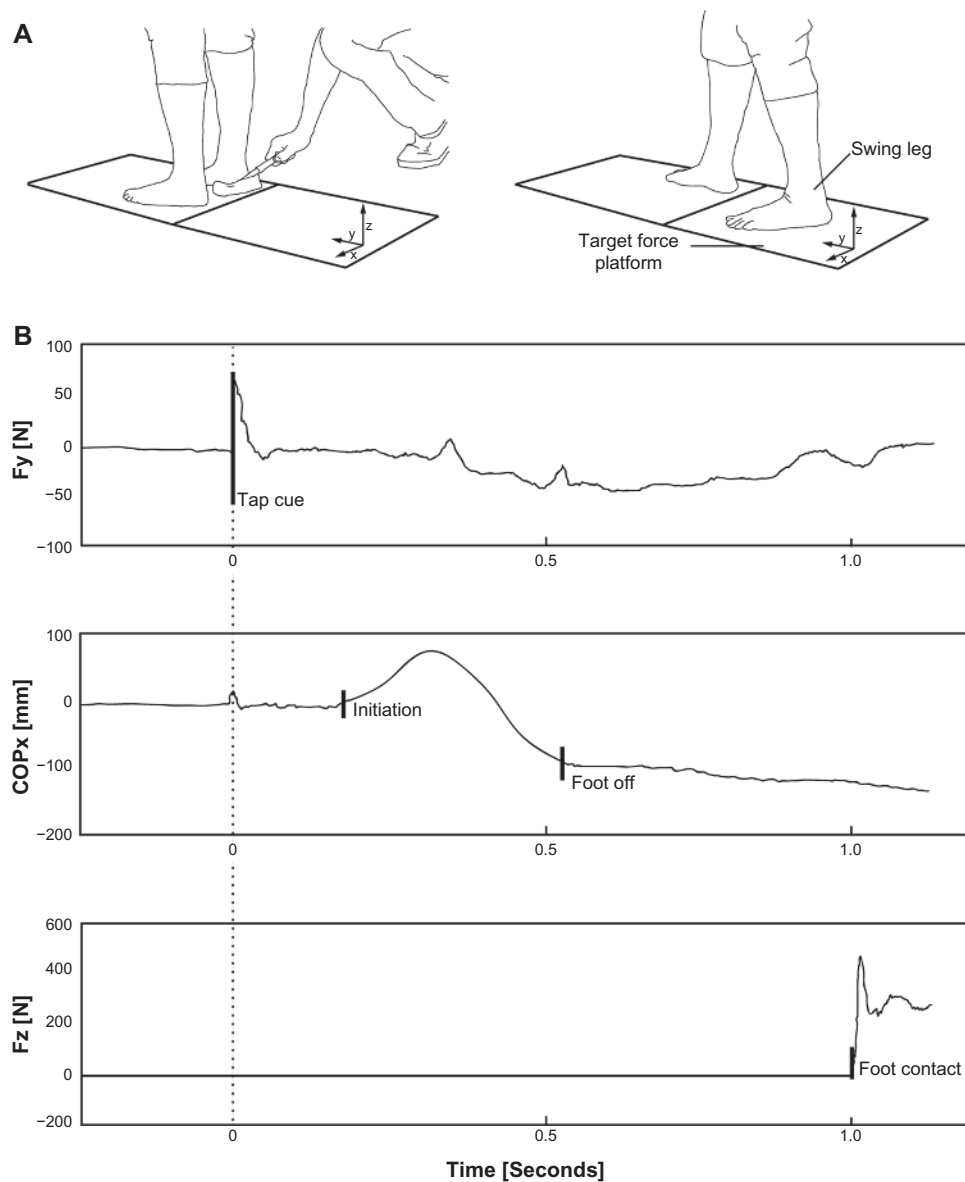 A
z
y
x
Swing leg
Target force
platform
z
y
x
B
100
50
0
−50
−100
Fy [N]
Tap cue
0
0.5
1.0
100
0
−100
−200
COPx [mm]
Initiation
Foot off
0
0.5
1.0
600
400
200
0
−200
Fz [N]
Foot contact
0
0.5
1.0
Time [Seconds]